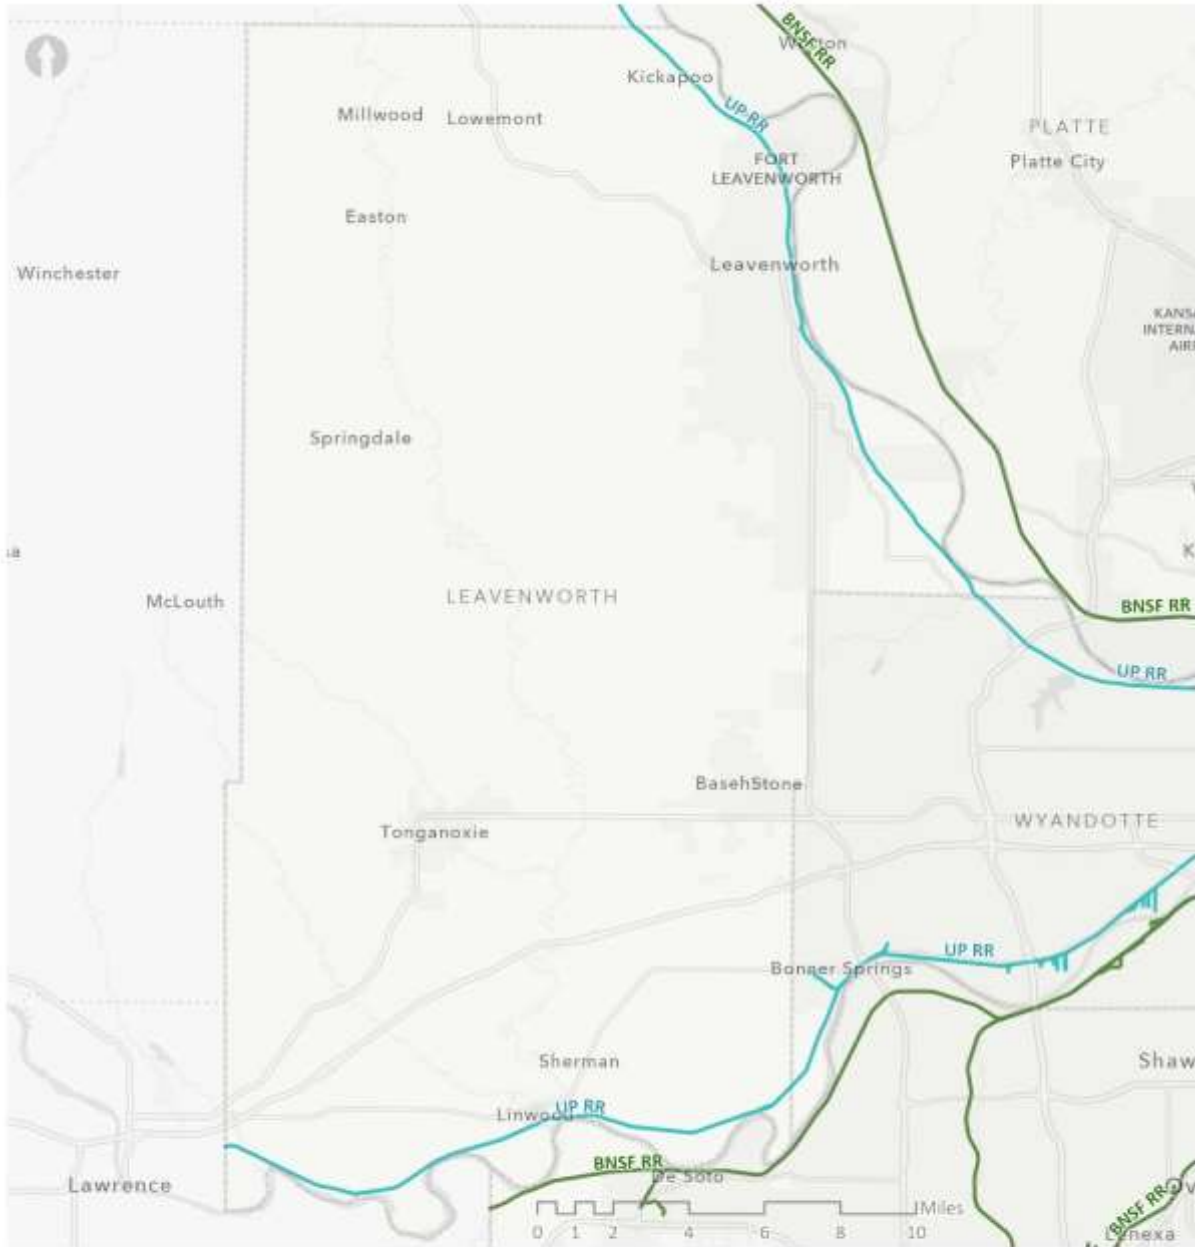 BNSF RR
Kickapoo
Millwood
Lowemont
UP RR
PLATTE
Platte City
FORT
LEAVENWORTH
Easton
Winchester
Leavenworth
Springdale
McLouth
LEAVENWORTH
BNSF RR
UP RR
BasehStone
Tonganoxie
WYANDOTTE
UP RR
Bonner Springs
Sherman
Shaw
Linwood
UP RR
BNSF RR
De Soto
Lawrence
BNSF RR
Lenexa
Miles
0 1 2 4 6 8 10